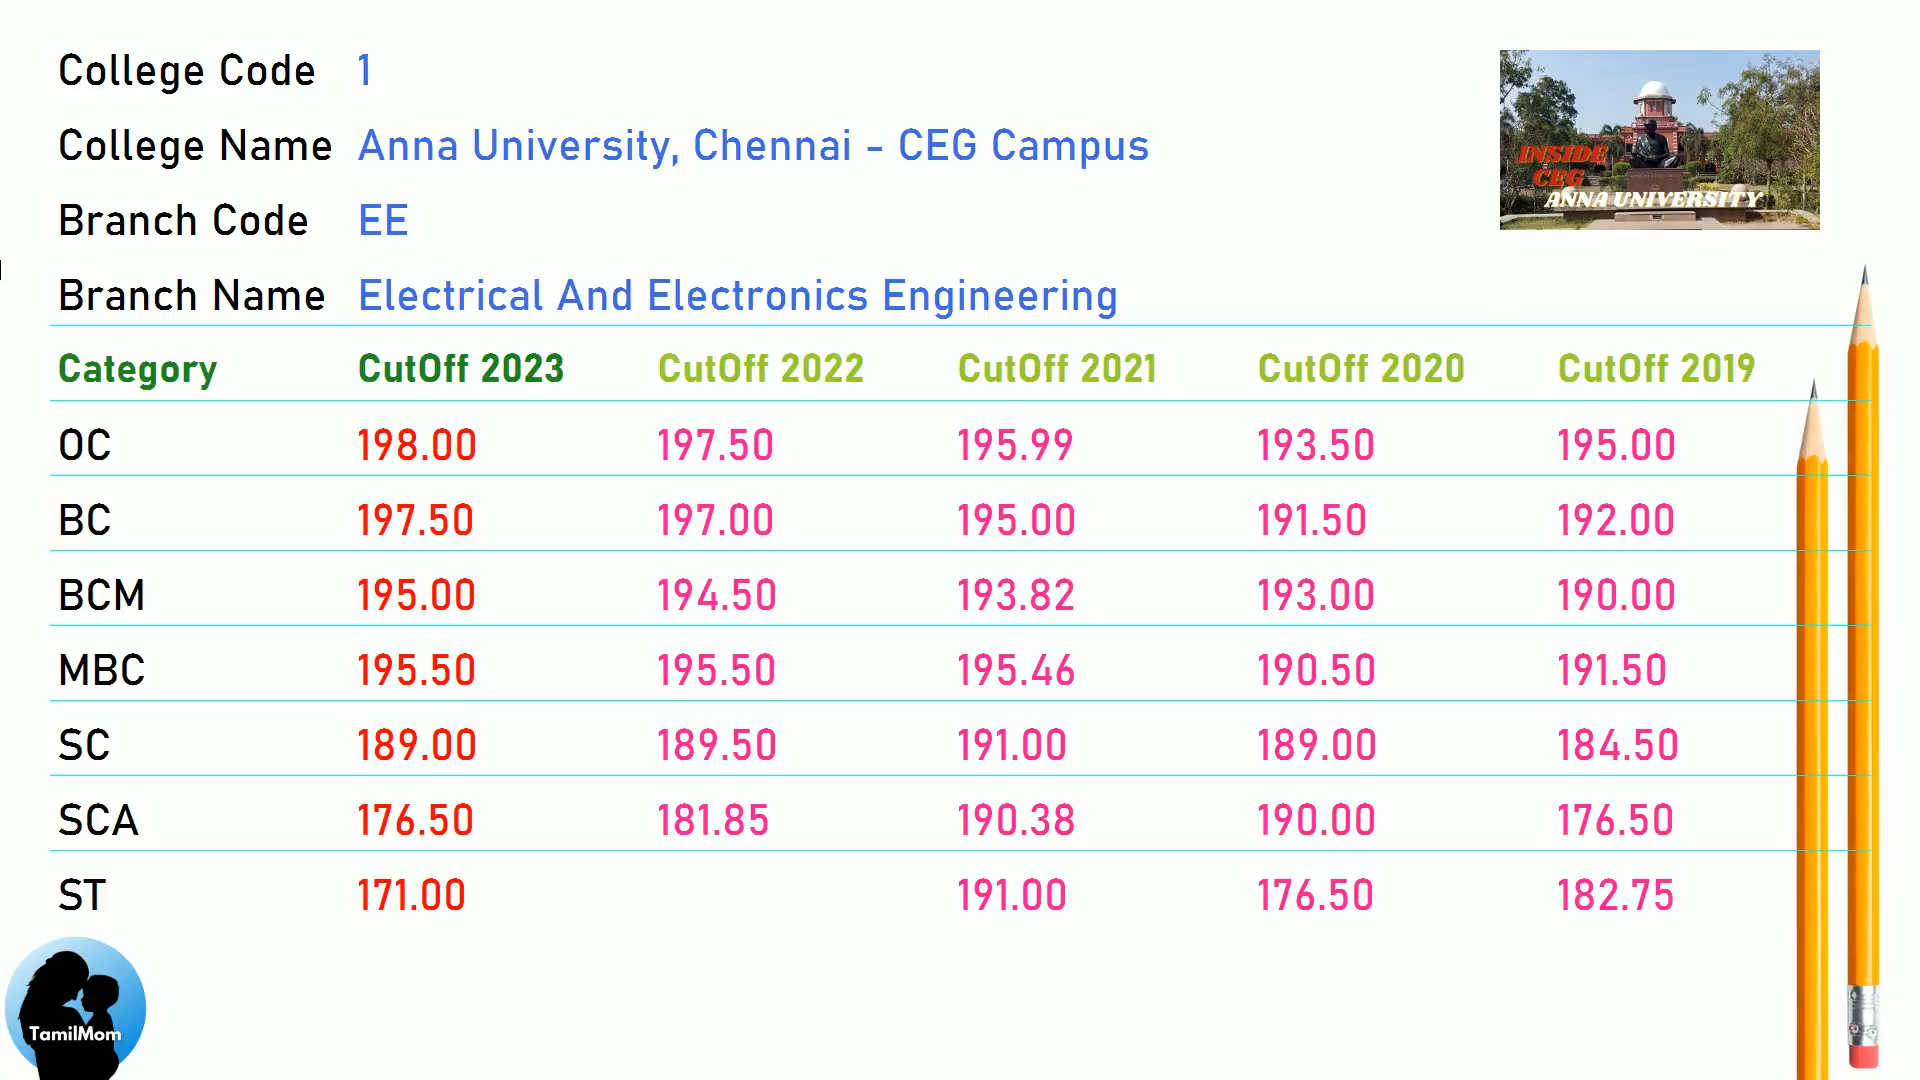 College Code 1
College Name Anna University, Chennai - CEG Campus
Branch Code EE
Branch Name Electrical And Electronics Engineering
INSIDE
CEG
ANNA UNIVERSITY
Category CutOff 2023 CutOff 2022 CutOff 2021 CutOff 2020 CutOff 2019
OC 198.00 197.50 195.99 193.50 195.00
BC 197.50 197.00 195.00 191.50 192.00
BCM 195.00 194.50 193.82 193.00 190.00
MBC 195.50 195.50 195.46 190.50 191.50
SC 189.00 189.50 191.00 189.00 184.50
SCA 176.50 181.85 190.38 190.00 176.50
ST 171.00 191.00 176.50 182.75
TamilMom